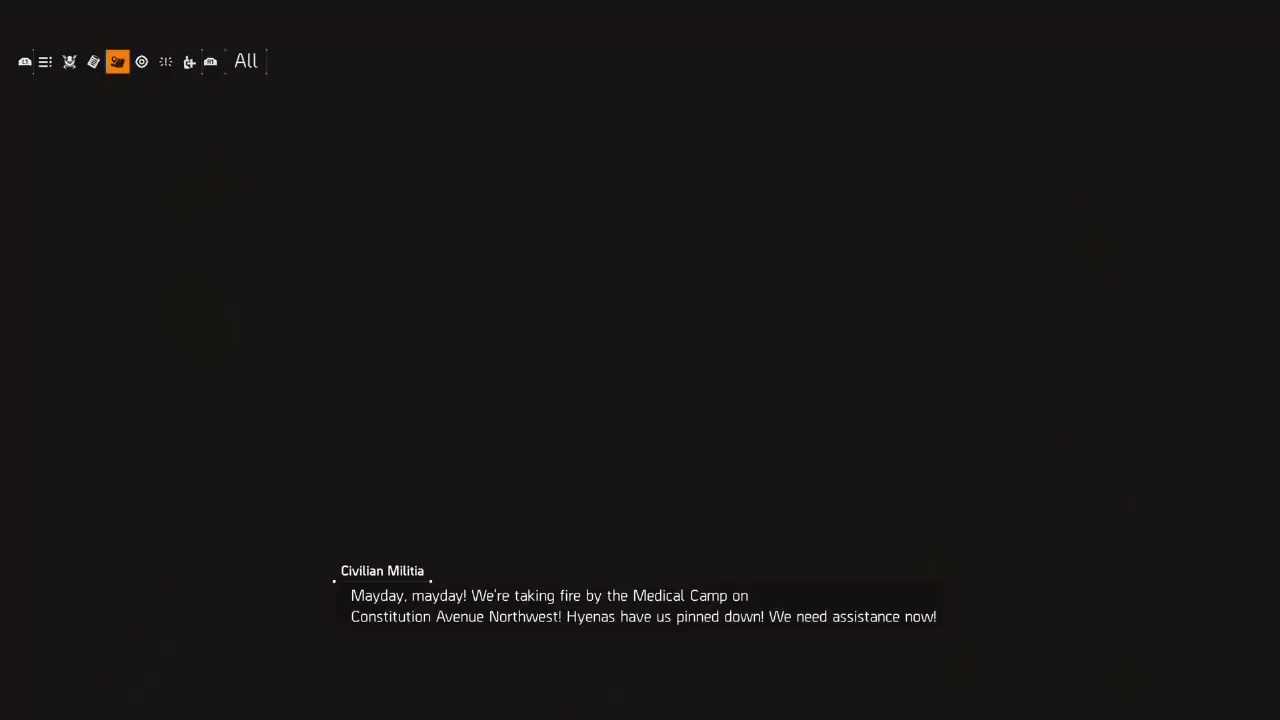 All
Civilian Militia
Mayday, mayday! We're taking fire by the Medical Camp on
Constitution Avenue Northwest! Hyenas have us pinned down! We need assistance now!